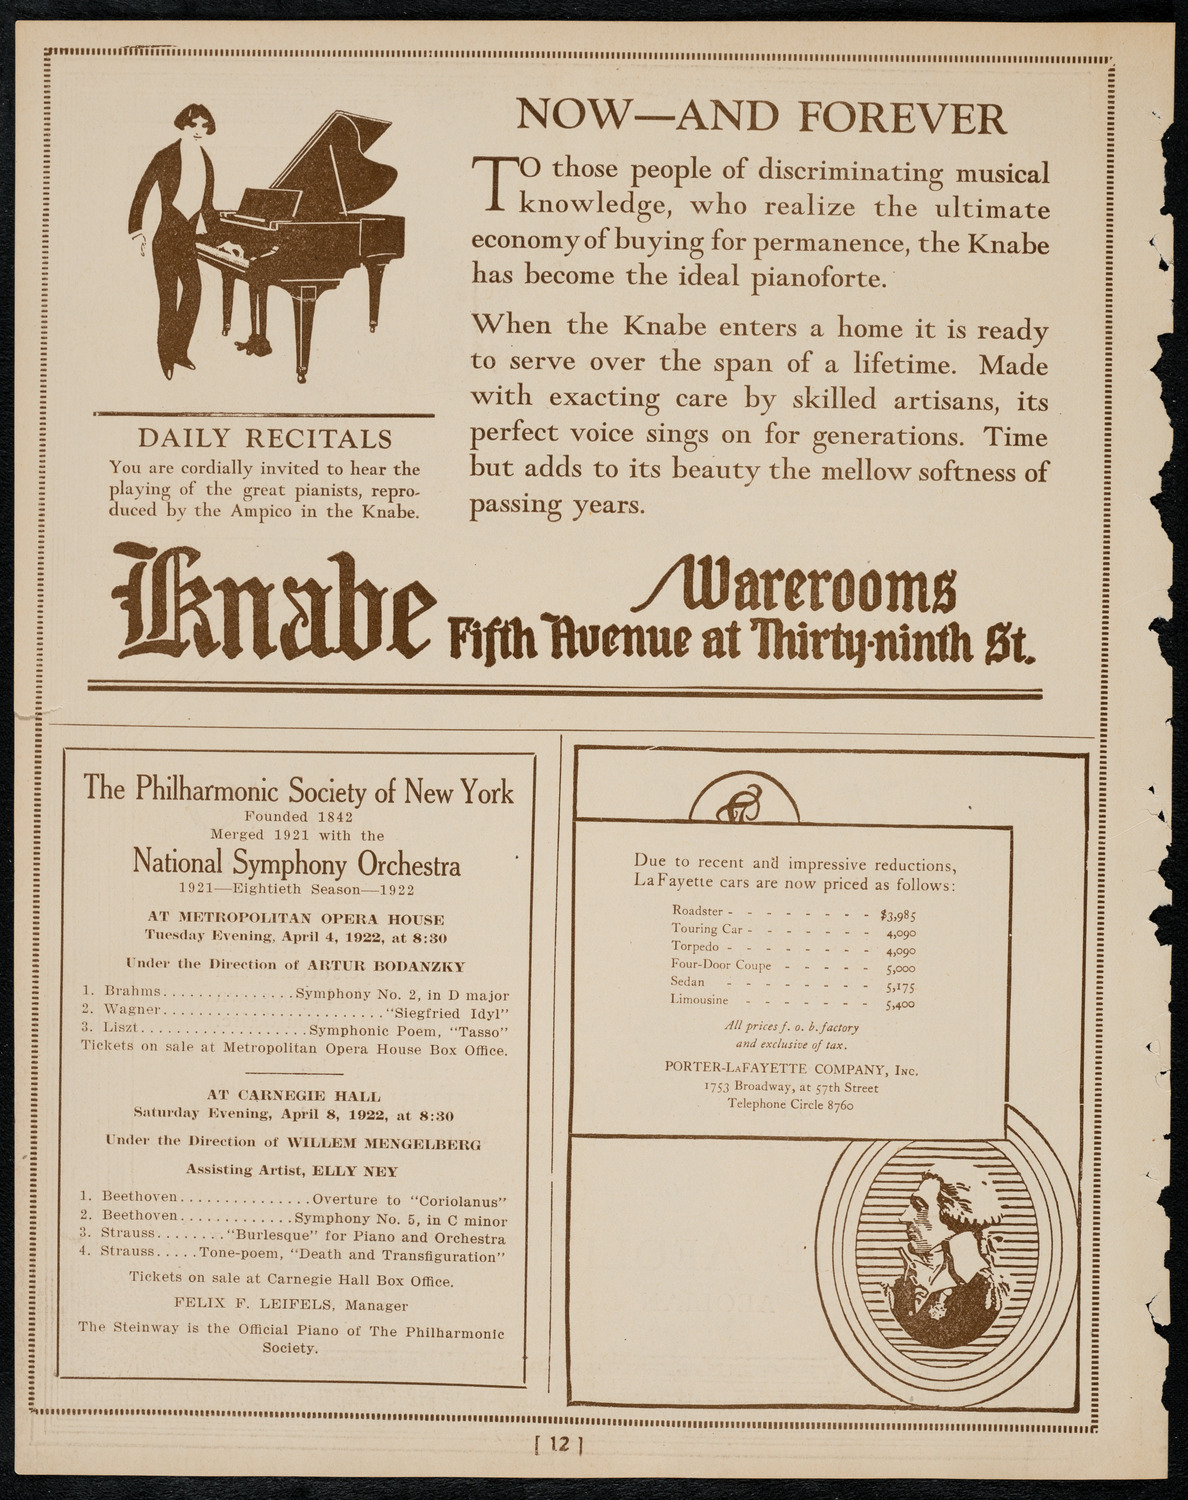 NOW—AND FOREVER
TO those people of discriminating musical
knowledge, who realize the ultimate
economy of buying for permanence, the Knabe
has become the ideal pianoforte.
When the Knabe enters a home it is ready
to serve over the span of a lifetime. Made
with exacting care by skilled artisans, its
perfect voice sings on for generations. Time
but adds to its beauty the mellow softness of
passing years.
DAILY RECITALS
You are cordially invited to hear the
playing of the great pianists, repro-
duced by the Ampico in the Knabe.
Knabe Warerooms
Fifth Avenue at Thirty-ninth St.
The Philharmonic Society of New York
Founded 1842
Merged 1921 with the
National Symphony Orchestra
1921—Eightieth Season—1922
AT METROPOLITAN OPERA HOUSE
Tuesday Evening, April 4, 1922, at 8:30
Under the Direction of ARTUR BODANZKY
1. Brahms..............Symphony No. 2, in D major
2. Wagner........................."Siegfried Idyl"
3. Liszt..................Symphonic Poem, "Tasso"
Tickets on sale at Metropolitan Opera House Box Office.
AT CARNEGIE HALL
Saturday Evening, April 8, 1922, at 8:30
Under the Direction of WILLEM MENGELBERG
Assisting Artist, ELLY NEY
1. Beethoven...............Overture to "Coriolanus"
2. Beethoven.............Symphony No. 5, in C minor
3. Strauss........"Burlesque" for Piano and Orchestra
4. Strauss.....Tone-poem, "Death and Transfiguration"
Tickets on sale at Carnegie Hall Box Office.
FELIX F. LEIFELS, Manager
The Steinway is the Official Piano of The Philharmonic
Society.
Due to recent and impressive reductions,
LaFayette cars are now priced as follows:
Roadster - - - - - - - - $3,985
Touring Car - - - - - - - 4,090
Torpedo - - - - - - - - 4,090
Four-Door Coupe - - - - - 5,000
Sedan - - - - - - - - 5,175
Limousine - - - - - - - 5,400
All prices f. o. b. factory
and exclusive of tax.
PORTER-LAFAYETTE COMPANY, INC.
1753 Broadway, at 57th Street
Telephone Circle 8760
[ 12 ]